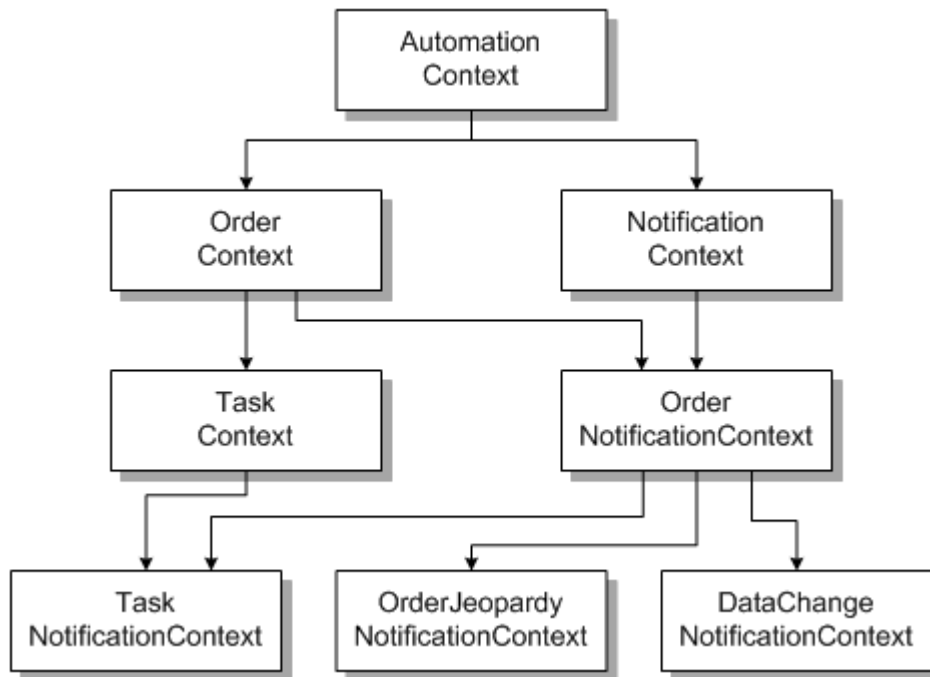 Automation
Context
Order
Context
Notification
Context
Task
Context
Order
NotificationContext
Task
NotificationContext
OrderJeopardy
NotificationContext
DataChange
NotificationContext